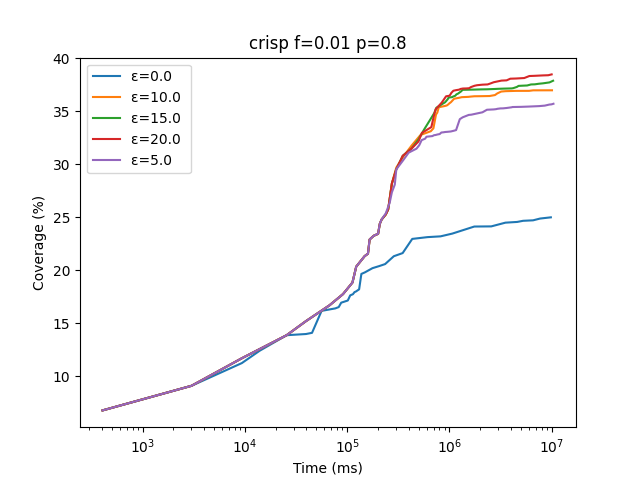 crisp f=0.01 p=0.8
Coverage (%)
40
35
30
25
20
15
10
ε=0.0
ε=10.0
ε=15.0
ε=20.0
ε=5.0
10³ 10⁴ 10⁵ 10⁶ 10⁷
Time (ms)